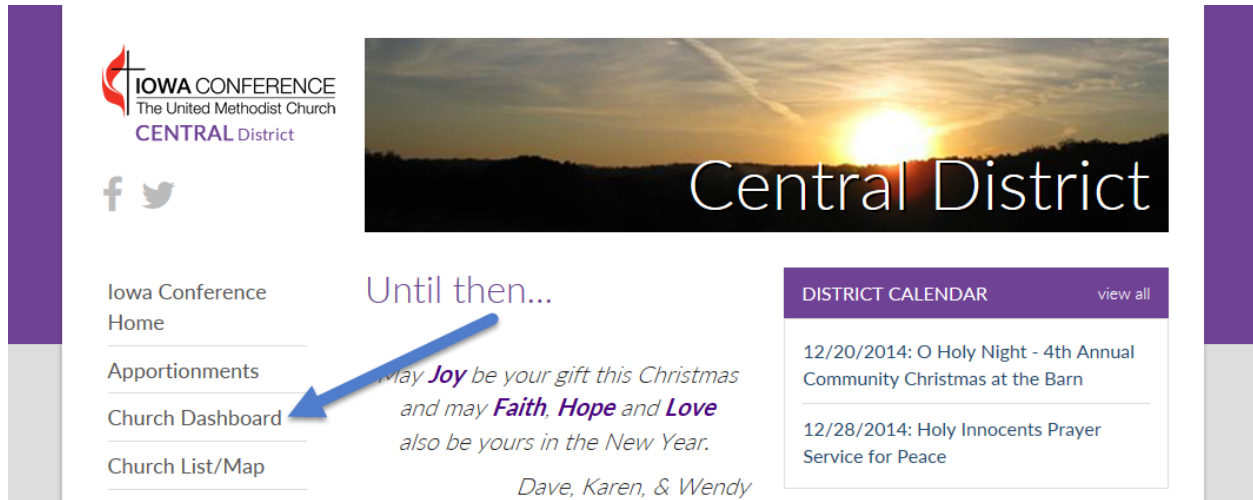 IOWA CONFERENCE
The United Methodist Church
CENTRAL District
Central District
Iowa Conference
Home
Apportionments
Church Dashboard
Church List/Map
Until then...
May Joy be your gift this Christmas
and may Faith, Hope and Love
also be yours in the New Year.
Dave, Karen, & Wendy
DISTRICT CALENDAR view all
12/20/2014: O Holy Night - 4th Annual
Community Christmas at the Barn
12/28/2014: Holy Innocents Prayer
Service for Peace